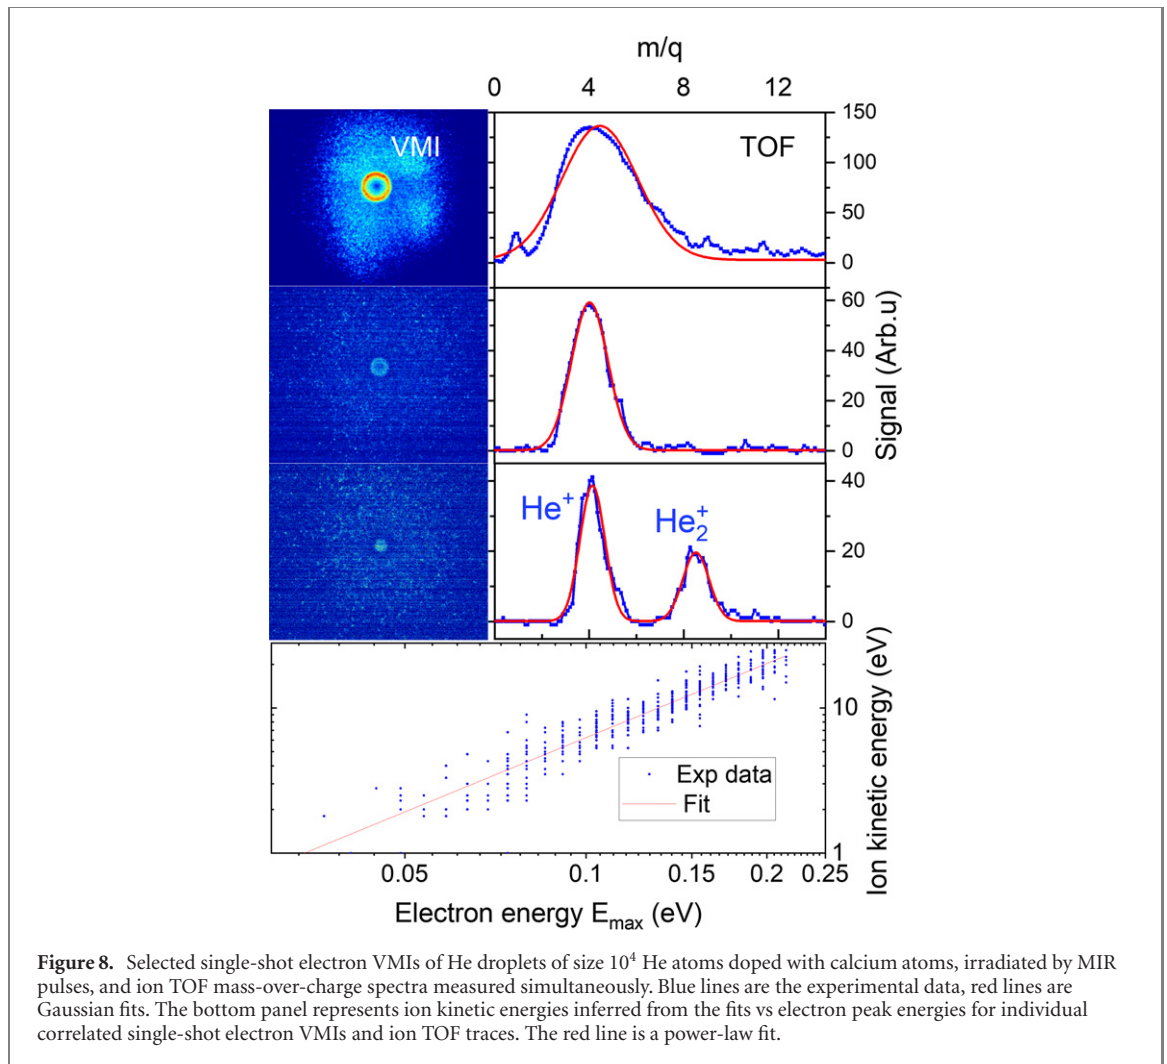 m/q
0 4 8 12
VMI
TOF
150
100
50
0
60
40
20
0
Signal (Arb.u)
He+
He2+
40
20
0
10
1
Ion kinetic energy (eV)
Exp data
Fit
0.05 0.1 0.15 0.2 0.25
Electron energy Emax (eV)
Figure 8. Selected single-shot electron VMIs of He droplets of size 10⁴ He atoms doped with calcium atoms, irradiated by MIR
pulses, and ion TOF mass-over-charge spectra measured simultaneously. Blue lines are the experimental data, red lines are
Gaussian fits. The bottom panel represents ion kinetic energies inferred from the fits vs electron peak energies for individual
correlated single-shot electron VMIs and ion TOF traces. The red line is a power-law fit.